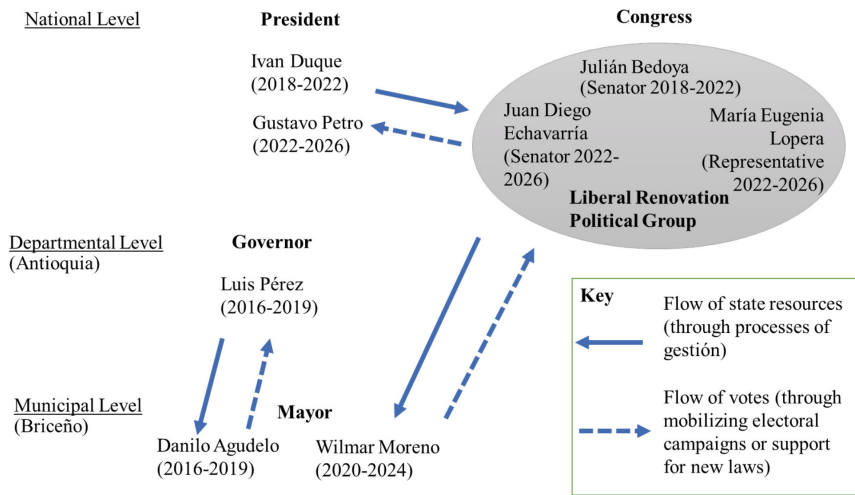 National Level
President
Congress
Ivan Duque
(2018-2022)
Gustavo Petro
(2022-2026)
Julián Bedoya
(Senator 2018-2022)
Juan Diego
Echavarría
(Senator 2022-
2026)
María Eugenia
Lopera
(Representative
2022-2026)
Liberal Renovation
Political Group
Departmental Level
(Antioquia)
Governor
Luis Pérez
(2016-2019)
Municipal Level
(Briceño)
Mayor
Danilo Agudelo
(2016-2019)
Wilmar Moreno
(2020-2024)
Key
Flow of state resources
(through processes of
gestión)
Flow of votes (through
mobilizing electoral
campaigns or support
for new laws)